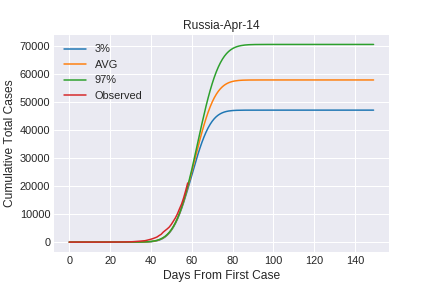 Russia-Apr-14
Cumulative Total Cases
70000
60000
50000
40000
30000
20000
10000
0
3%
AVG
97%
Observed
0 20 40 60 80 100 120 140
Days From First Case